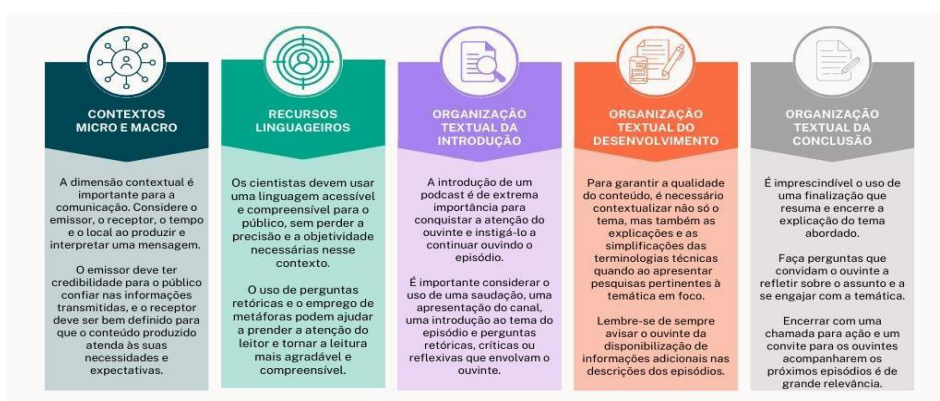 CONTEXTOS
MICRO E MACRO
A dimensão contextual é
importante para a
comunicação. Considere o
emissor, o receptor, o tempo
e o local ao produzir e
interpretar uma mensagem.
O emissor deve ter
credibilidade para o público
confiar nas informações
transmitidas, e o receptor
deve ser bem definido para
que o conteúdo produzido
atenda às suas
necessidades e
expectativas.
RECURSOS
LINGUAGEIROS
Os cientistas devem usar
uma linguagem acessível
e compreensível para o
público, sem perder a
precisão e a objetividade
necessárias nesse
contexto.
O uso de perguntas
retóricas e o emprego de
metáforas podem ajudar
a prender a atenção do
leitor e tornar a leitura
mais agradável e
compreensível.
ORGANIZAÇÃO
TEXTUAL DA
INTRODUÇÃO
A introdução de um
podcast é de extrema
importância para
conquistar a atenção do
ouvinte e instigá-lo a
continuar ouvindo o
episódio.
É importante considerar o
uso de uma saudação, uma
apresentação do canal,
uma introdução ao tema do
episódio e perguntas
retóricas, críticas ou
reflexivas que envolvam o
ouvinte.
ORGANIZAÇÃO
TEXTUAL DO
DESENVOLVIMENTO
Para garantir a qualidade
do conteúdo, é necessário
contextualizar não só o
tema, mas também as
explicações e as
simplificações das
terminologias técnicas
quando ao apresentar
pesquisas pertinentes à
temática em foco.
Lembre-se de sempre
avisar o ouvinte da
disponibilização de
informações adicionais nas
descrições dos episódios.
ORGANIZAÇÃO
TEXTUAL DA
CONCLUSÃO
É imprescindível o uso de
uma finalização que
resuma e encerre a
explicação do tema
abordado.
Faça perguntas que
convidam o ouvinte a
refletir sobre o assunto e a
se engajar com a temática.
Encerrar com uma
chamada para ação e um
convite para os ouvintes
acompanharem os
próximos episódios é de
grande relevância.